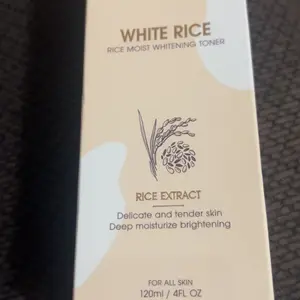 WHITE RICE
RICE MOIST WHITENING TONER
RICE EXTRACT
Delicate and tender skin
Deep moisturize brightening
FOR ALL SKIN
120ml / 4FL OZ